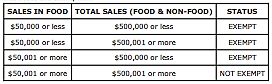 SALES IN FOOD TOTAL SALES (FOOD & NON-FOOD) STATUS
$50,000 or less $500,000 or less EXEMPT
$50,000 or less $500,001 or more EXEMPT
$50,001 or more $500,000 or less EXEMPT
$50,001 or more $500,001 or more NOT EXEMPT